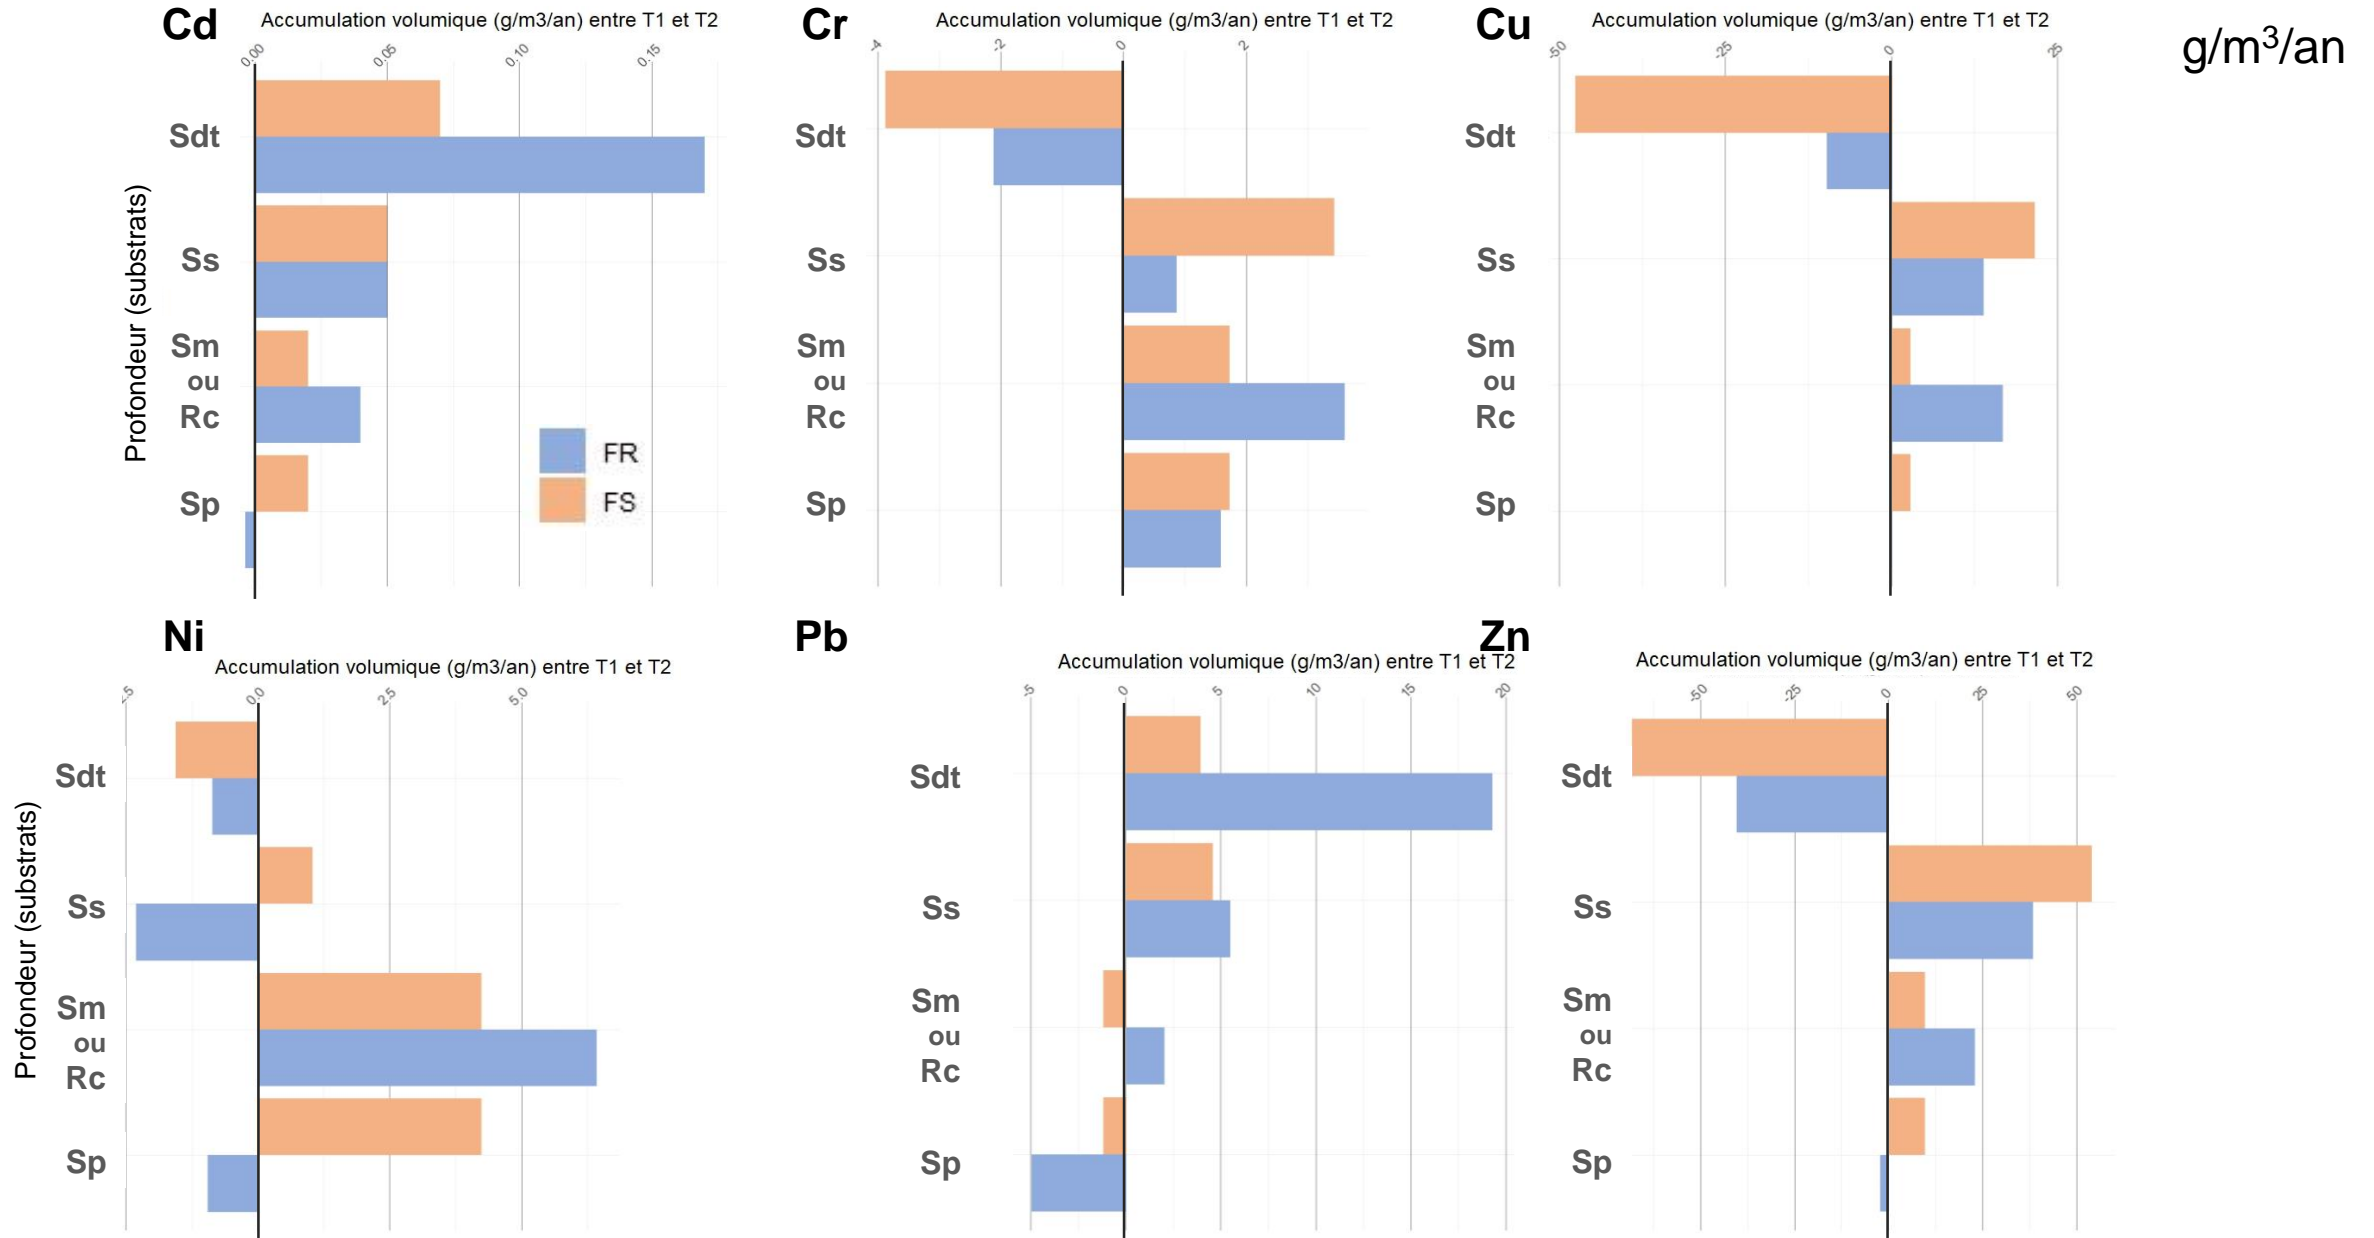 Cd
Accumulation volumique (g/m3/an) entre T1 et T2
0.00 0.05 0.10 0.15
Profondeur (substrats)
Sdt
Ss
Sm
ou
Rc
Sp
FR
FS
Cr
Accumulation volumique (g/m3/an) entre T1 et T2
-4 -2 0 2
Sdt
Ss
Sm
ou
Rc
Sp
Cu
Accumulation volumique (g/m3/an) entre T1 et T2
-50 -25 0 25
Sdt
Ss
Sm
ou
Rc
Sp
g/m³/an
Ni
Accumulation volumique (g/m3/an) entre T1 et T2
0.0 2.5 5.0
Profondeur (substrats)
Sdt
Ss
Sm
ou
Rc
Sp
Pb
Accumulation volumique (g/m3/an) entre T1 et T2
-5 0 5 10 15 20
Sdt
Ss
Sm
ou
Rc
Sp
Zn
Accumulation volumique (g/m3/an) entre T1 et T2
-50 -25 0 25 50
Sdt
Ss
Sm
ou
Rc
Sp